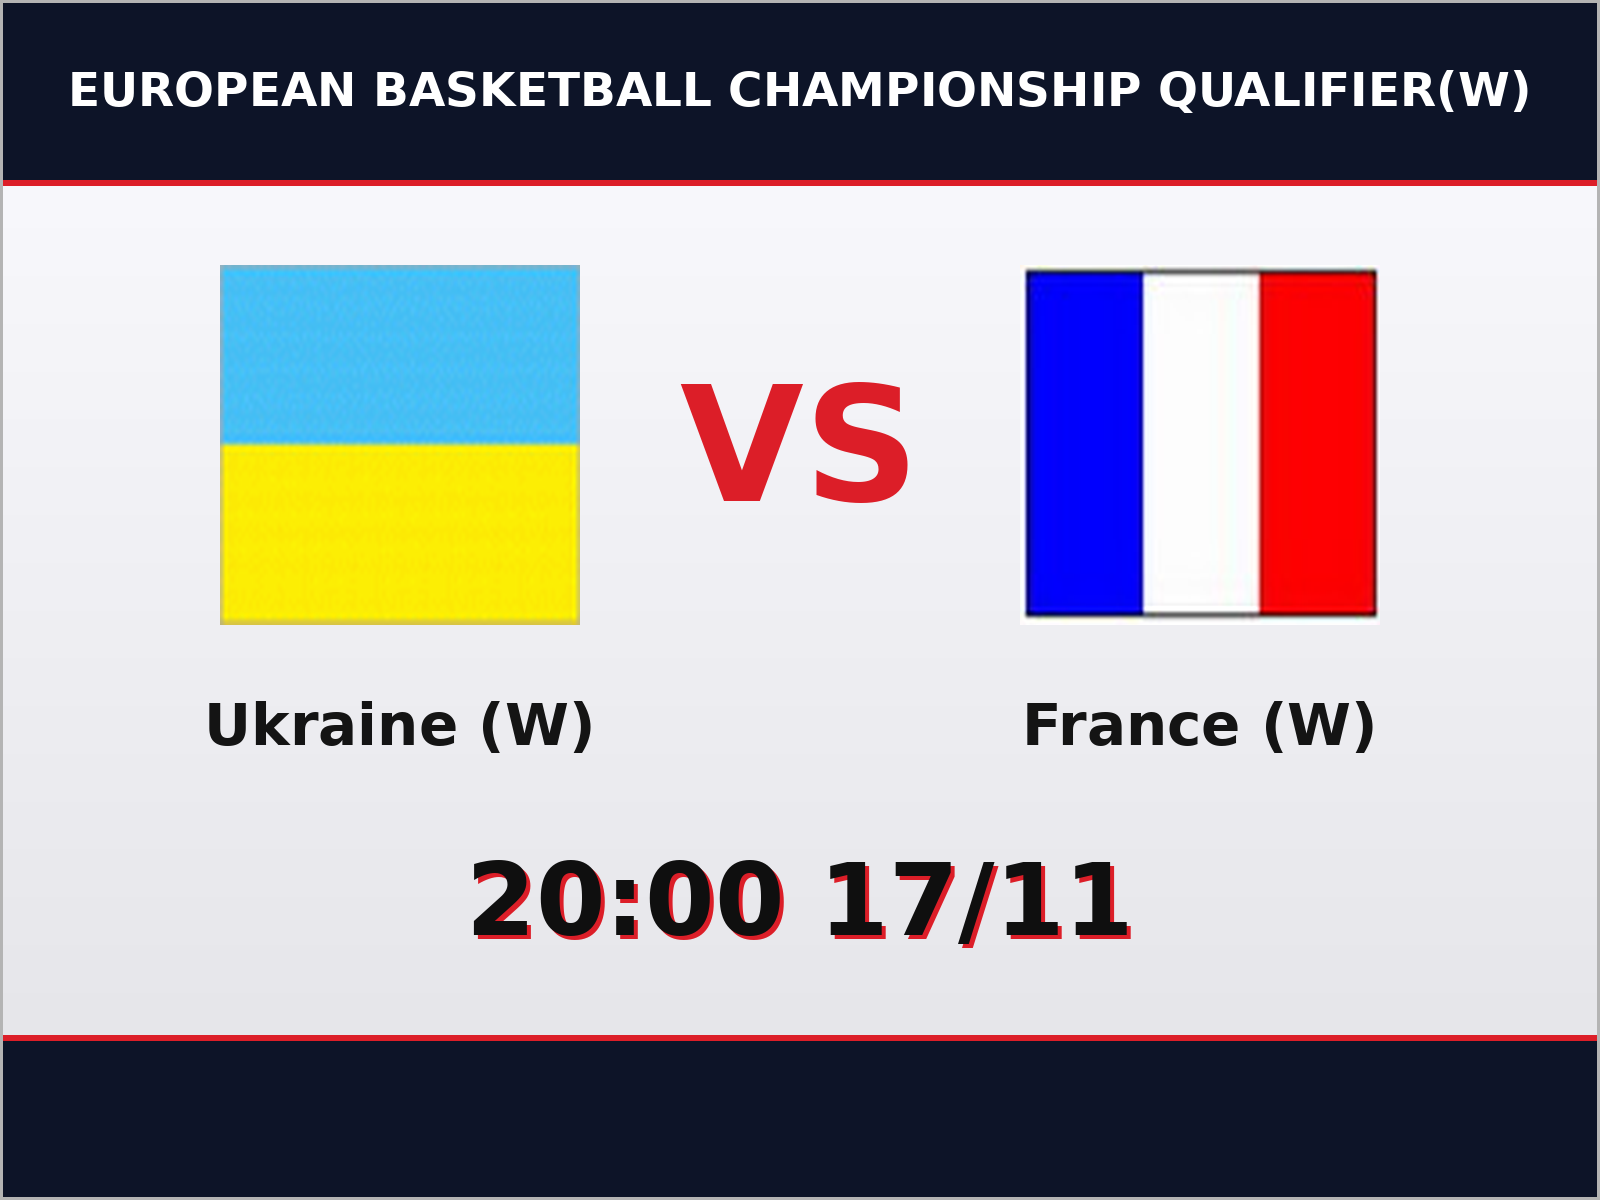 EUROPEAN BASKETBALL CHAMPIONSHIP QUALIFIER(W)
VS
Ukraine (W)
France (W)
20:00 17/11